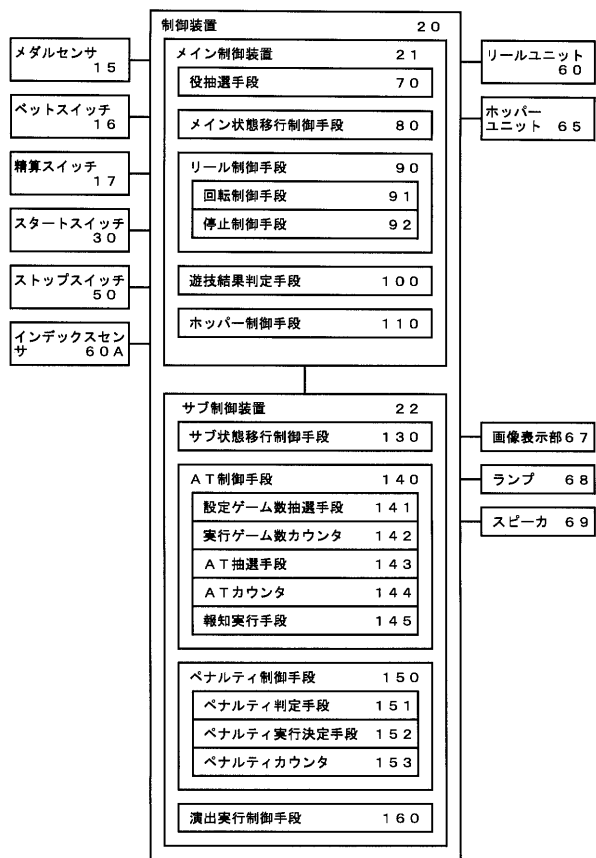 制御装置 20
メダルセンサ
15
ベットスイッチ
16
精算スイッチ
17
スタートスイッチ
30
ストップスイッチ
50
インデックスセン
サ 60A
メイン制御装置 21
役抽選手段 70
メイン状態移行制御手段 80
リール制御手段 90
回転制御手段 91
停止制御手段 92
遊技結果判定手段 100
ホッパー制御手段 110
リールユニット
60
ホッパー
ユニット 65
サブ制御装置 22
サブ状態移行制御手段 130
AT制御手段 140
設定ゲーム数抽選手段 141
実行ゲーム数カウンタ 142
AT抽選手段 143
ATカウンタ 144
報知実行手段 145
ペナルティ制御手段 150
ペナルティ判定手段 151
ペナルティ実行決定手段 152
ペナルティカウンタ 153
演出実行制御手段 160
画像表示部67
ランプ 68
スピーカ 69